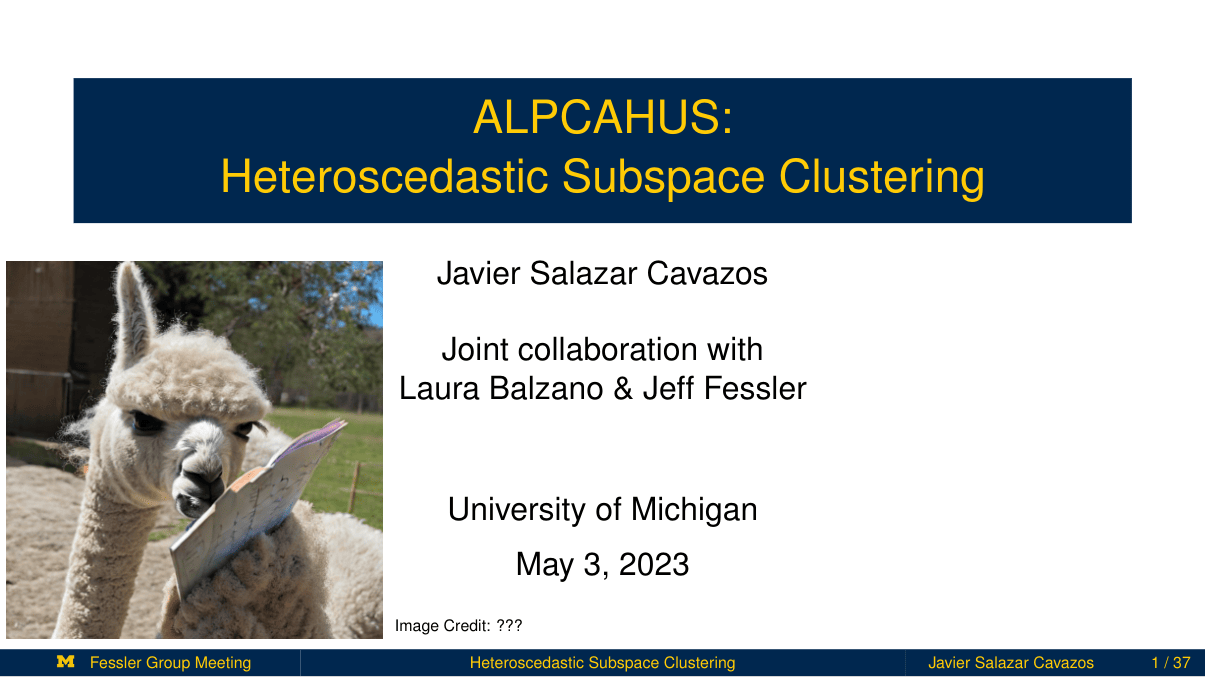 ALPCAHUS:
Heteroscedastic Subspace Clustering
Javier Salazar Cavazos
Joint collaboration with
Laura Balzano & Jeff Fessler
University of Michigan
May 3, 2023
Image Credit: ???
M Fessler Group Meeting
Heteroscedastic Subspace Clustering
Javier Salazar Cavazos
1 / 37